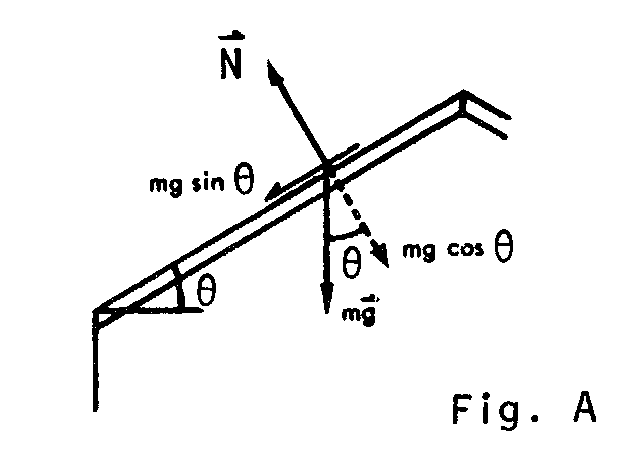 N
mg sin θ
mg cos θ
θ
θ
mg
Fig. A